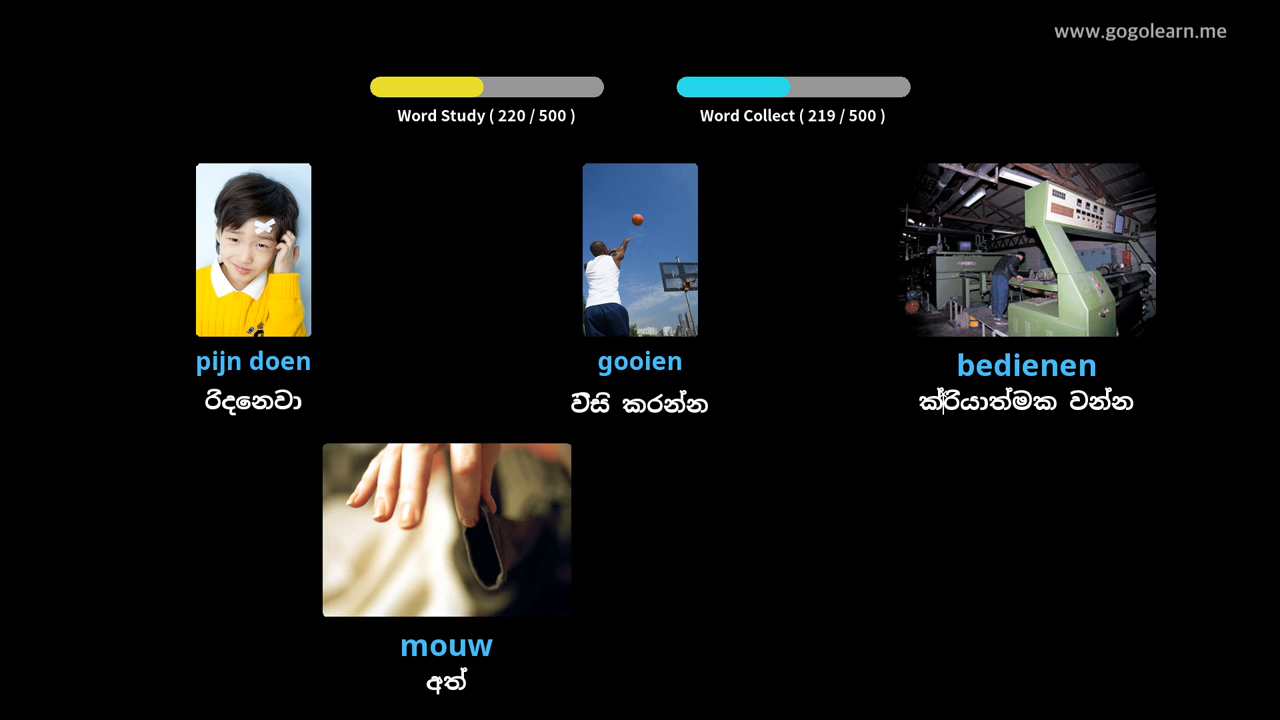 www.gogolearn.me
Word Study ( 220 / 500 )
Word Collect ( 219 / 500 )
pijn doen
රිදනෙවා
gooien
විසි කරන්න
bedienen
ක්රියාත්මක වන්න
mouw
අත්